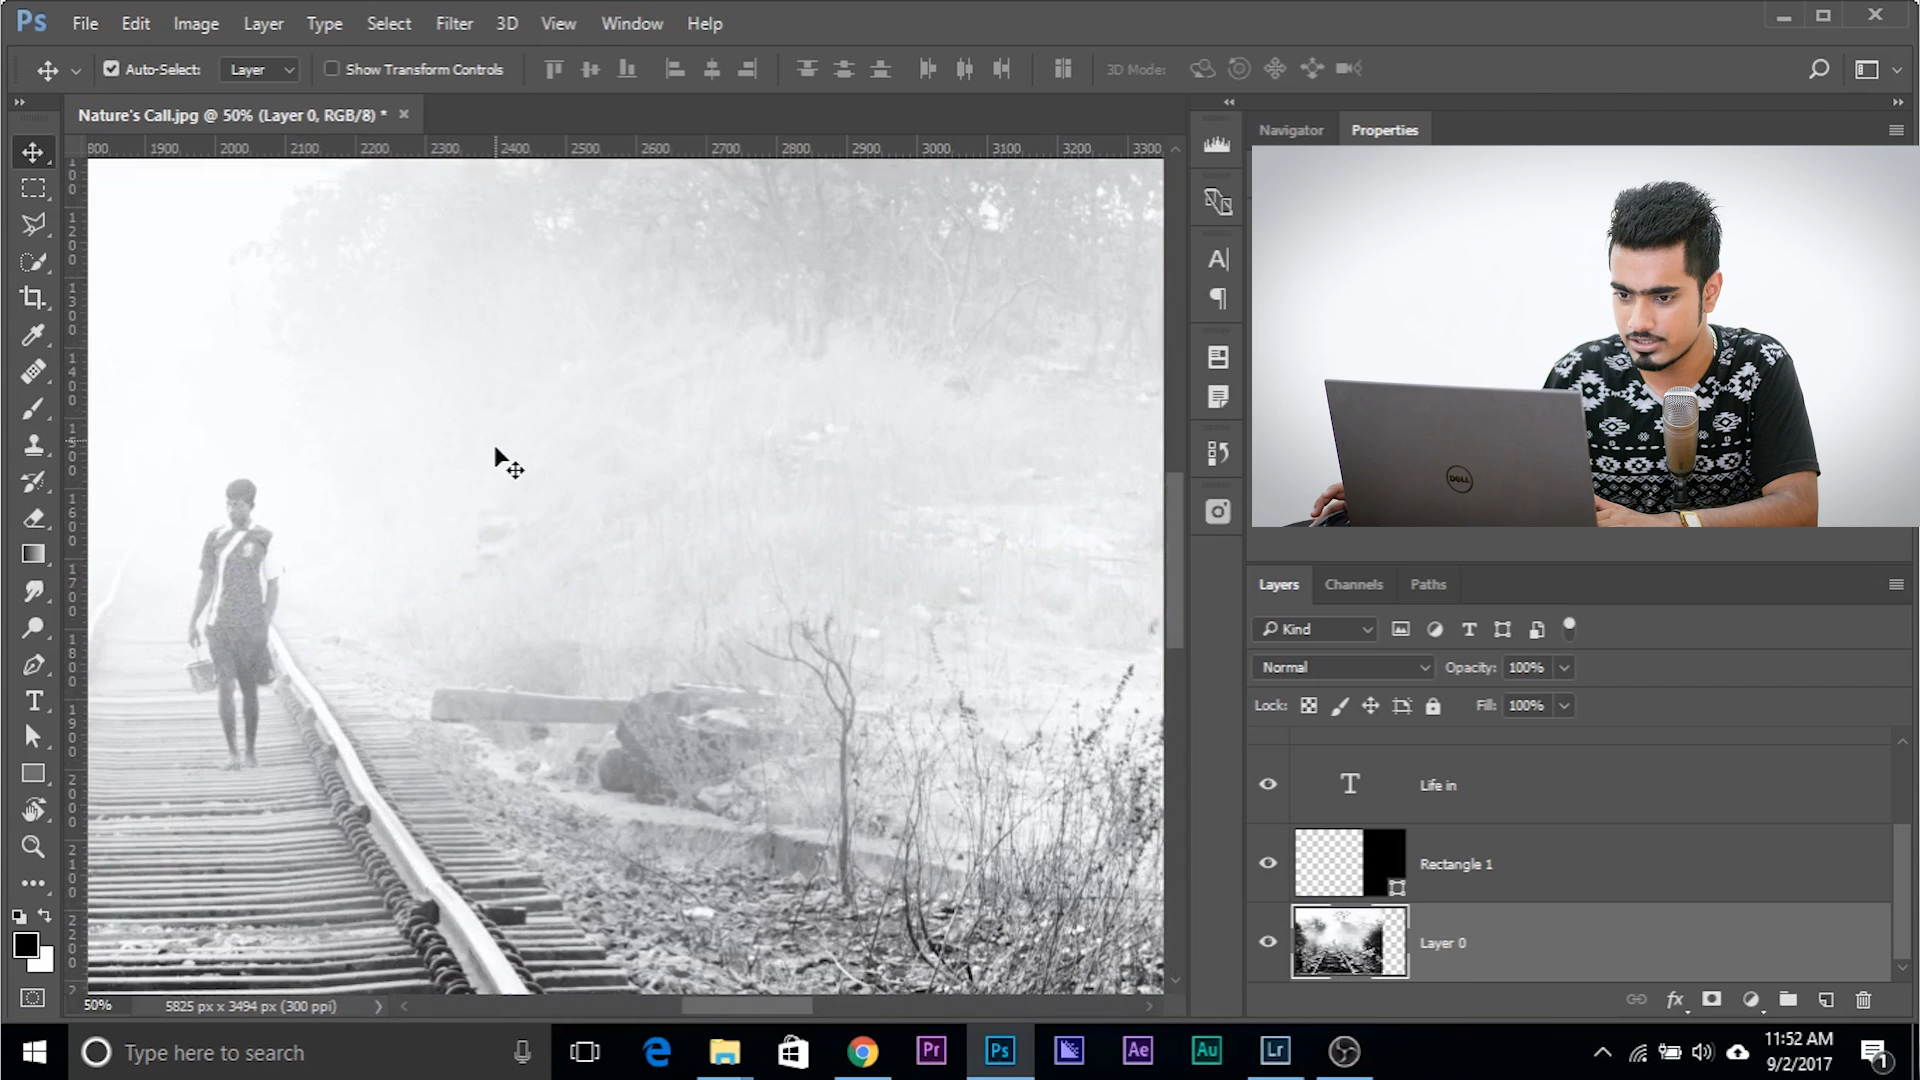 Ps File Edit Image Layer Type Select Filter 3D View Window Help
Auto-Select: Layer Show Transform Controls 3D Mode:
Nature's Call.jpg @ 50% (Layer 0, RGB/8) *
Navigator Properties
800 1900 2000 2100 2200 2300 2400 2500 2600 2700 2800 2900 3000 3100 3200 3300
DELL
Layers Channels Paths
Kind
Normal Opacity: 100%
Lock: Fill: 100%
T Life in
Rectangle 1
Layer 0
50% 5825 px x 3494 px (300 ppi)
fx
Type here to search
Pr Ps Ae Au Lr
11:52 AM
9/2/2017
1